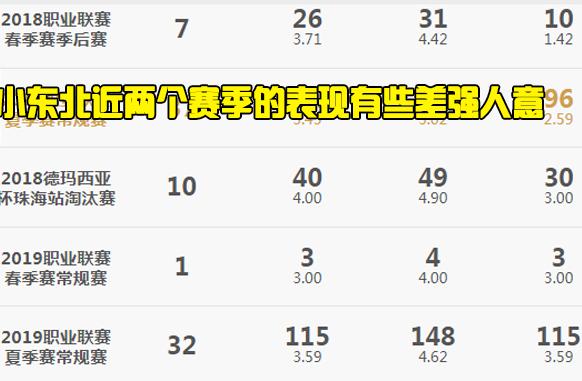 2018职业联赛 春季赛季后赛 7 26 3.71 31 4.42 10 1.42
小东北近两个赛季的表现有些差强人意
夏季赛常规赛 96 2.59
2018德玛西亚 杯珠海站淘汰赛 10 40 4.00 49 4.90 30 3.00
2019职业联赛 春季赛常规赛 1 3 3.00 4 4.00 3 3.00
2019职业联赛 夏季赛常规赛 32 115 3.59 148 4.62 115 3.59